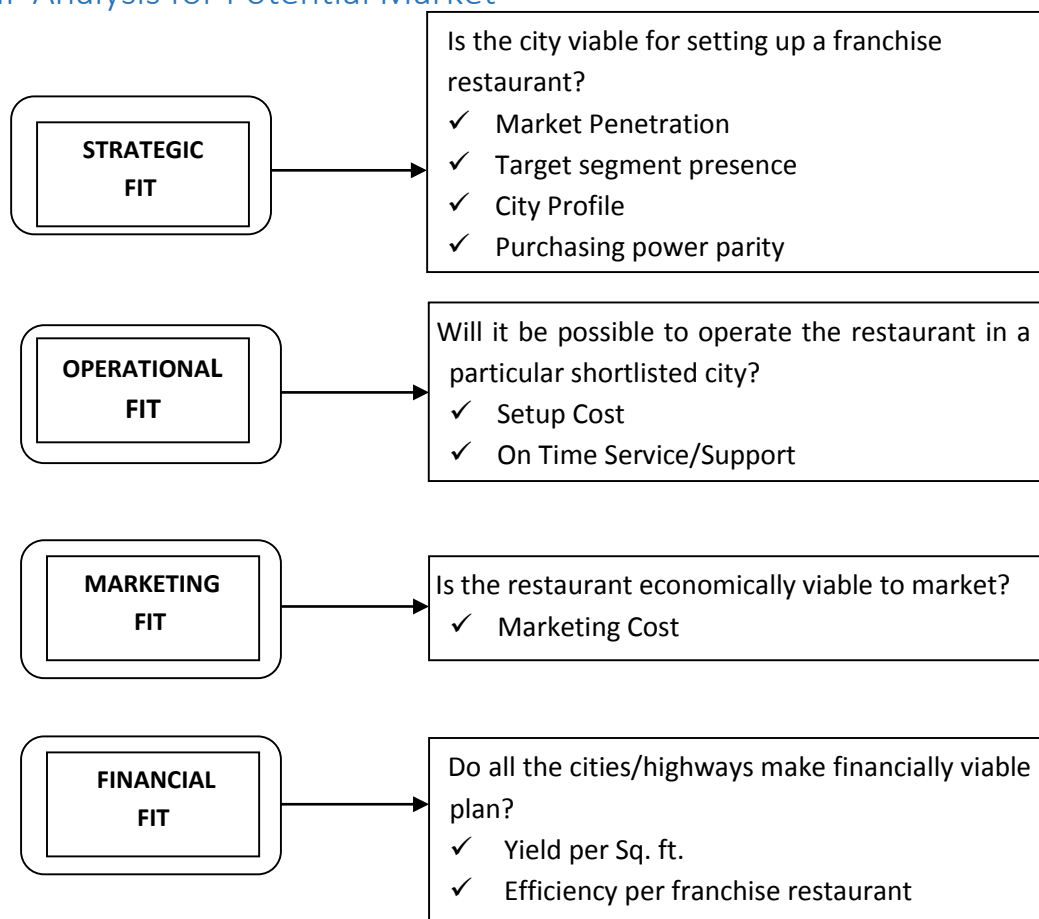 Analysis for Potential Market
STRATEGIC
FIT
Is the city viable for setting up a franchise
restaurant?
✓ Market Penetration
✓ Target segment presence
✓ City Profile
✓ Purchasing power parity
OPERATIONAL
FIT
Will it be possible to operate the restaurant in a
particular shortlisted city?
✓ Setup Cost
✓ On Time Service/Support
MARKETING
FIT
Is the restaurant economically viable to market?
✓ Marketing Cost
FINANCIAL
FIT
Do all the cities/highways make financially viable
plan?
✓ Yield per Sq. ft.
✓ Efficiency per franchise restaurant